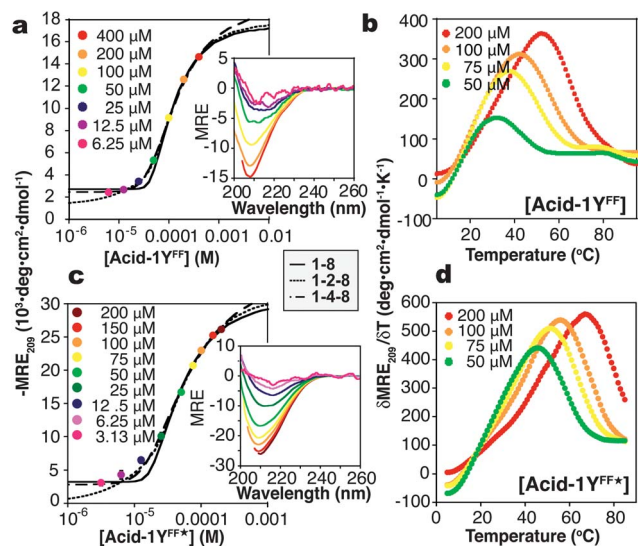 a
18
16
14
12
10
8
6
4
2
0
400 µM
200 µM
100 µM
50 µM
25 µM
12.5 µM
6.25 µM
10⁻⁶
10⁻⁵
0.0001
0.001
0.01
[Acid-1Yᶠᶠ] (M)
-MRE
5
0
-5
-10
-15
200 220 240 260
Wavelength (nm)
b
400
300
200
100
0
-100
200 µM
100 µM
75 µM
50 µM
[Acid-1Yᶠᶠ]
0 20 40 60 80
Temperature (ºC)
1-8
1-2-8
1-4-8
-MRE₂₀₉ (10³•deg•cm²•dmol⁻¹)
δMRE₂₀₉/δT (deg•cm²•dmol⁻¹•K⁻¹)
c
30
25
20
15
10
5
0
200 µM
150 µM
100 µM
75 µM
50 µM
25 µM
12 .5 µM
6.25 µM
3.13 µM
10⁻⁶
10⁻⁵
0.0001
0.001
[Acid-1Yᶠᶠ★] (M)
MRE
10
0
-10
-20
-30
200 220 240 260
Wavelength (nm)
d
600
500
400
300
200
100
0
-100
200 µM
100 µM
75 µM
50 µM
[Acid-1Yᶠᶠ★]
0 20 40 60 80
Temperature (ºC)